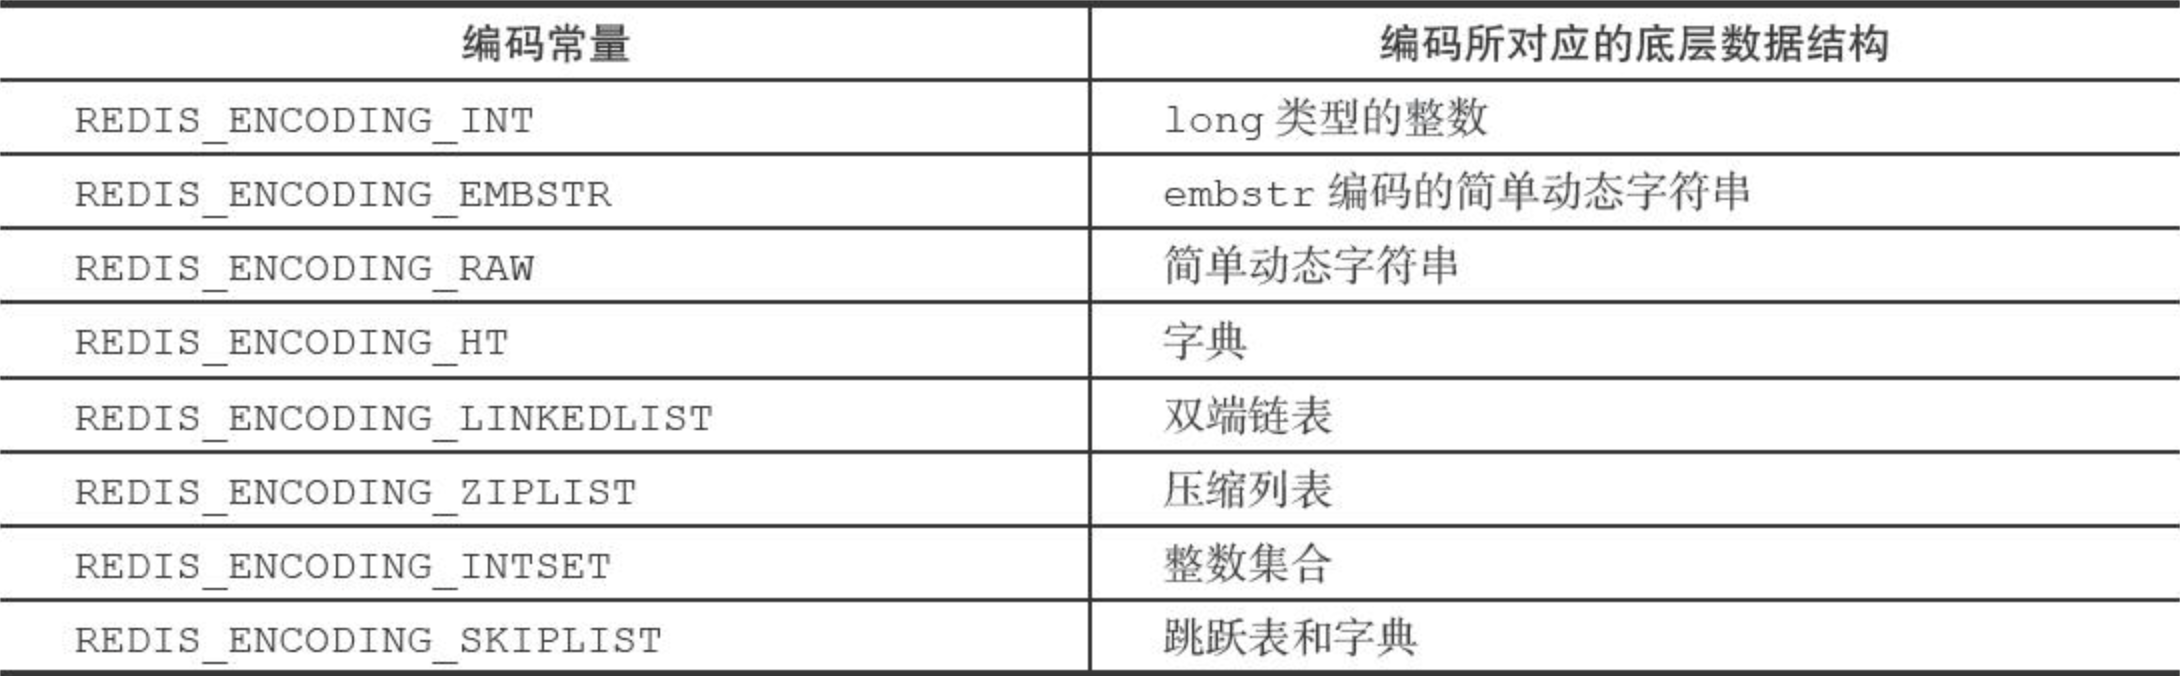 编码常量 编码所对应的底层数据结构
REDIS_ENCODING_INT long 类型的整数
REDIS_ENCODING_EMBSTR embstr 编码的简单动态字符串
REDIS_ENCODING_RAW 简单动态字符串
REDIS_ENCODING_HT 字典
REDIS_ENCODING_LINKEDLIST 双端链表
REDIS_ENCODING_ZIPLIST 压缩列表
REDIS_ENCODING_INTSET 整数集合
REDIS_ENCODING_SKIPLIST 跳跃表和字典